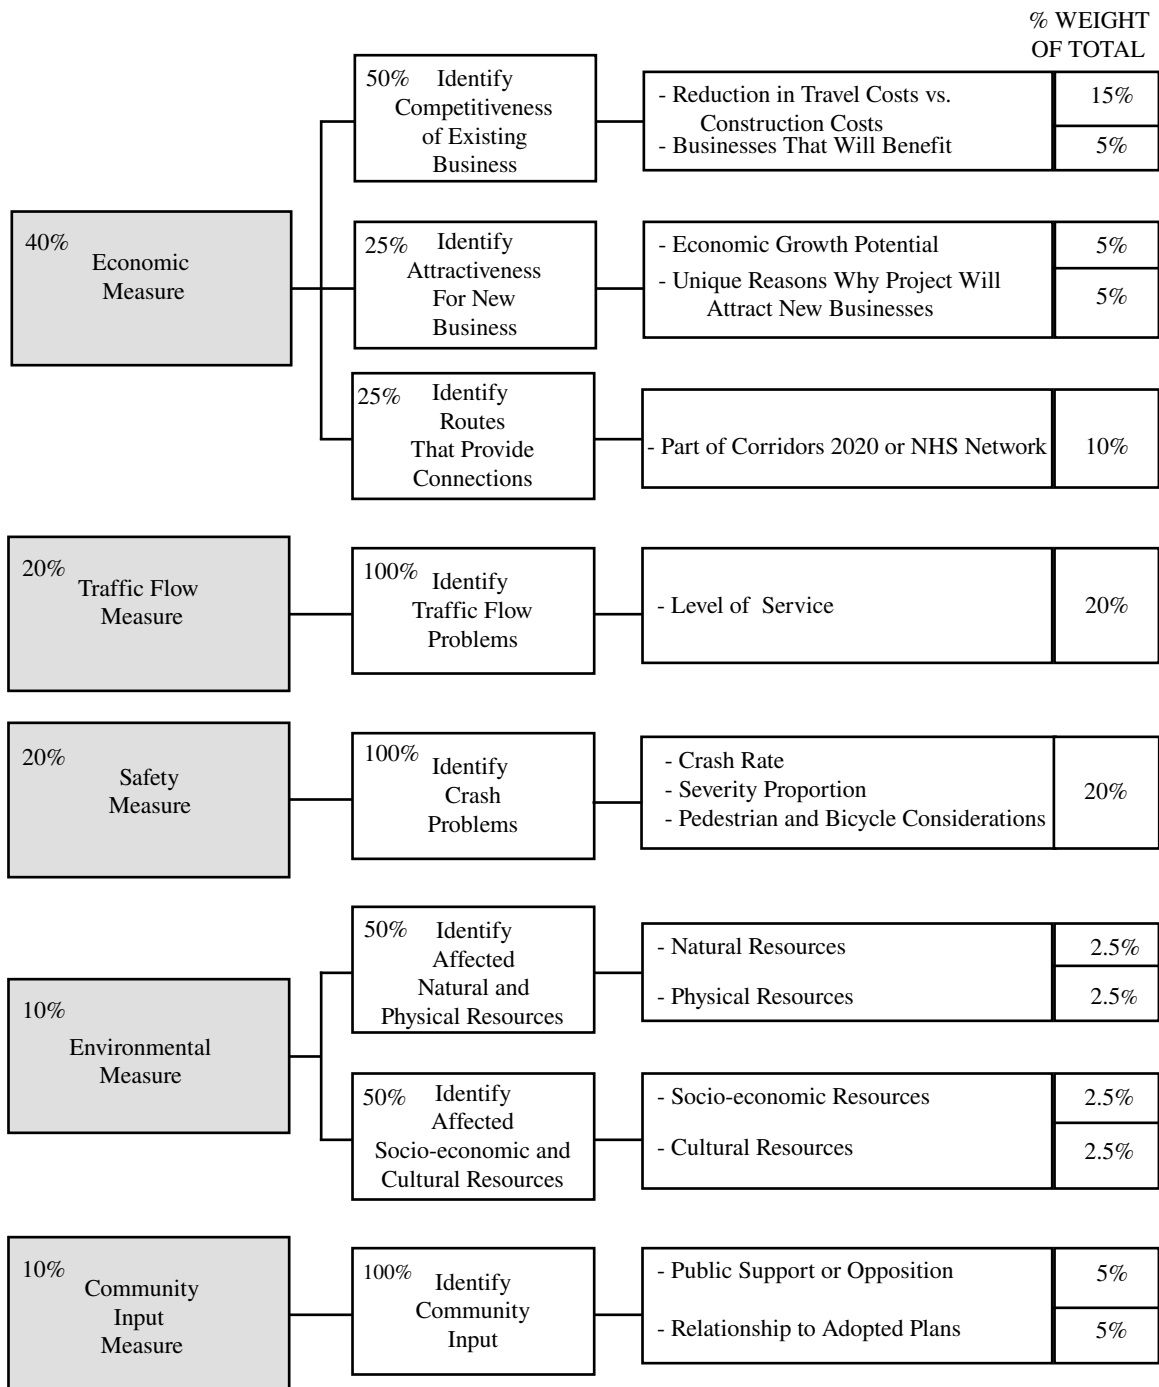 % WEIGHT
OF TOTAL
40%
Economic
Measure
50% Identify
Competitiveness
of Existing
Business
- Reduction in Travel Costs vs.
Construction Costs
- Businesses That Will Benefit
15%
5%
25% Identify
Attractiveness
For New
Business
- Economic Growth Potential
- Unique Reasons Why Project Will
Attract New Businesses
5%
5%
25% Identify
Routes
That Provide
Connections
- Part of Corridors 2020 or NHS Network
10%
20%
Traffic Flow
Measure
100% Identify
Traffic Flow
Problems
- Level of Service
20%
20%
Safety
Measure
100% Identify
Crash
Problems
- Crash Rate
- Severity Proportion
- Pedestrian and Bicycle Considerations
20%
10%
Environmental
Measure
50% Identify
Affected
Natural and
Physical Resources
- Natural Resources
- Physical Resources
2.5%
2.5%
50% Identify
Affected
Socio-economic and
Cultural Resources
- Socio-economic Resources
- Cultural Resources
2.5%
2.5%
10%
Community
Input
Measure
100% Identify
Community
Input
- Public Support or Opposition
- Relationship to Adopted Plans
5%
5%